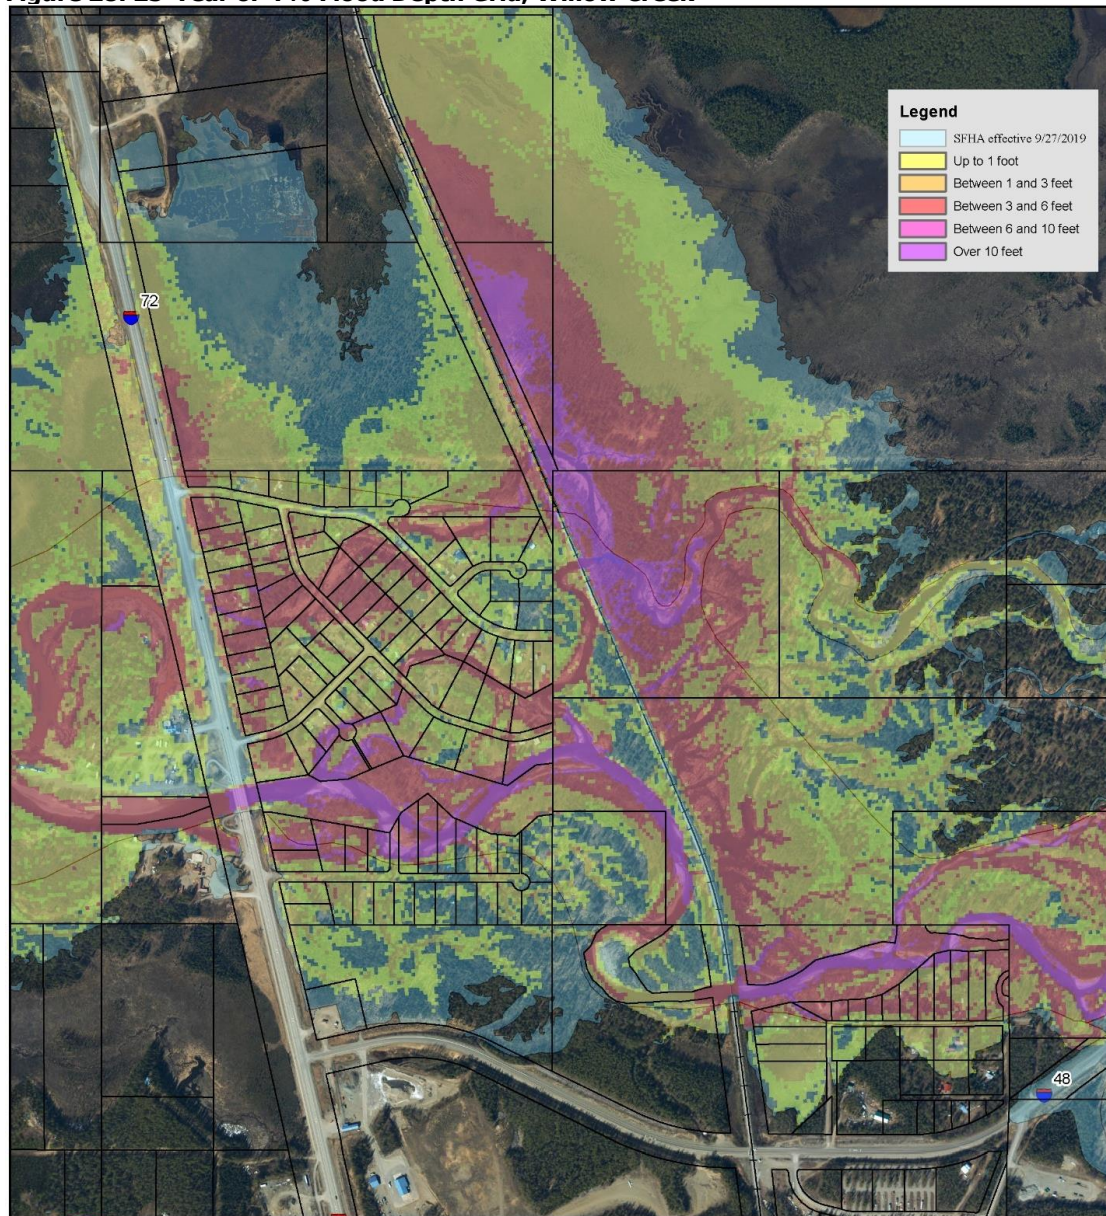 Legend
SFHA effective 9/27/2019
Up to 1 foot
Between 1 and 3 feet
Between 3 and 6 feet
Between 6 and 10 feet
Over 10 feet
72
48